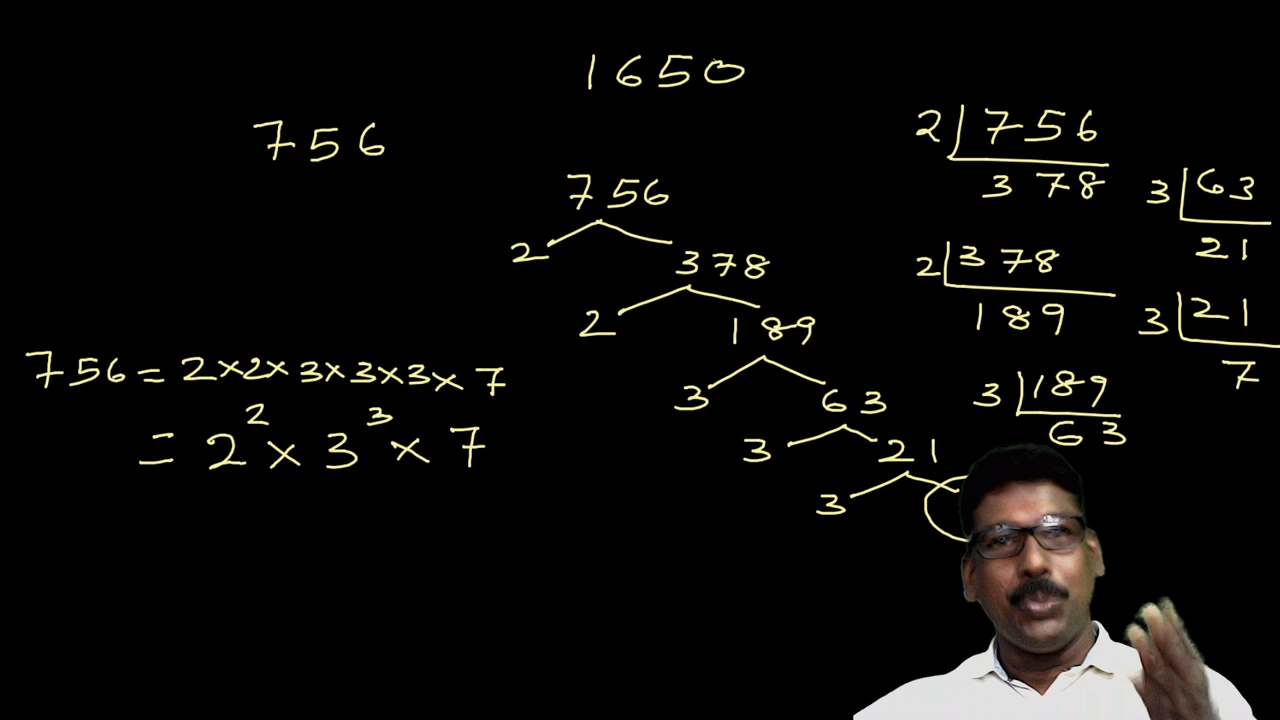 1650
756
756
2 378
2 189
3 63
3 21
3
756 = 2×2×3×3×3×7
= 2² × 3³ × 7
2 | 756
378
2 | 378
189
3 | 189
63
3 | 63
21
3 | 21
7